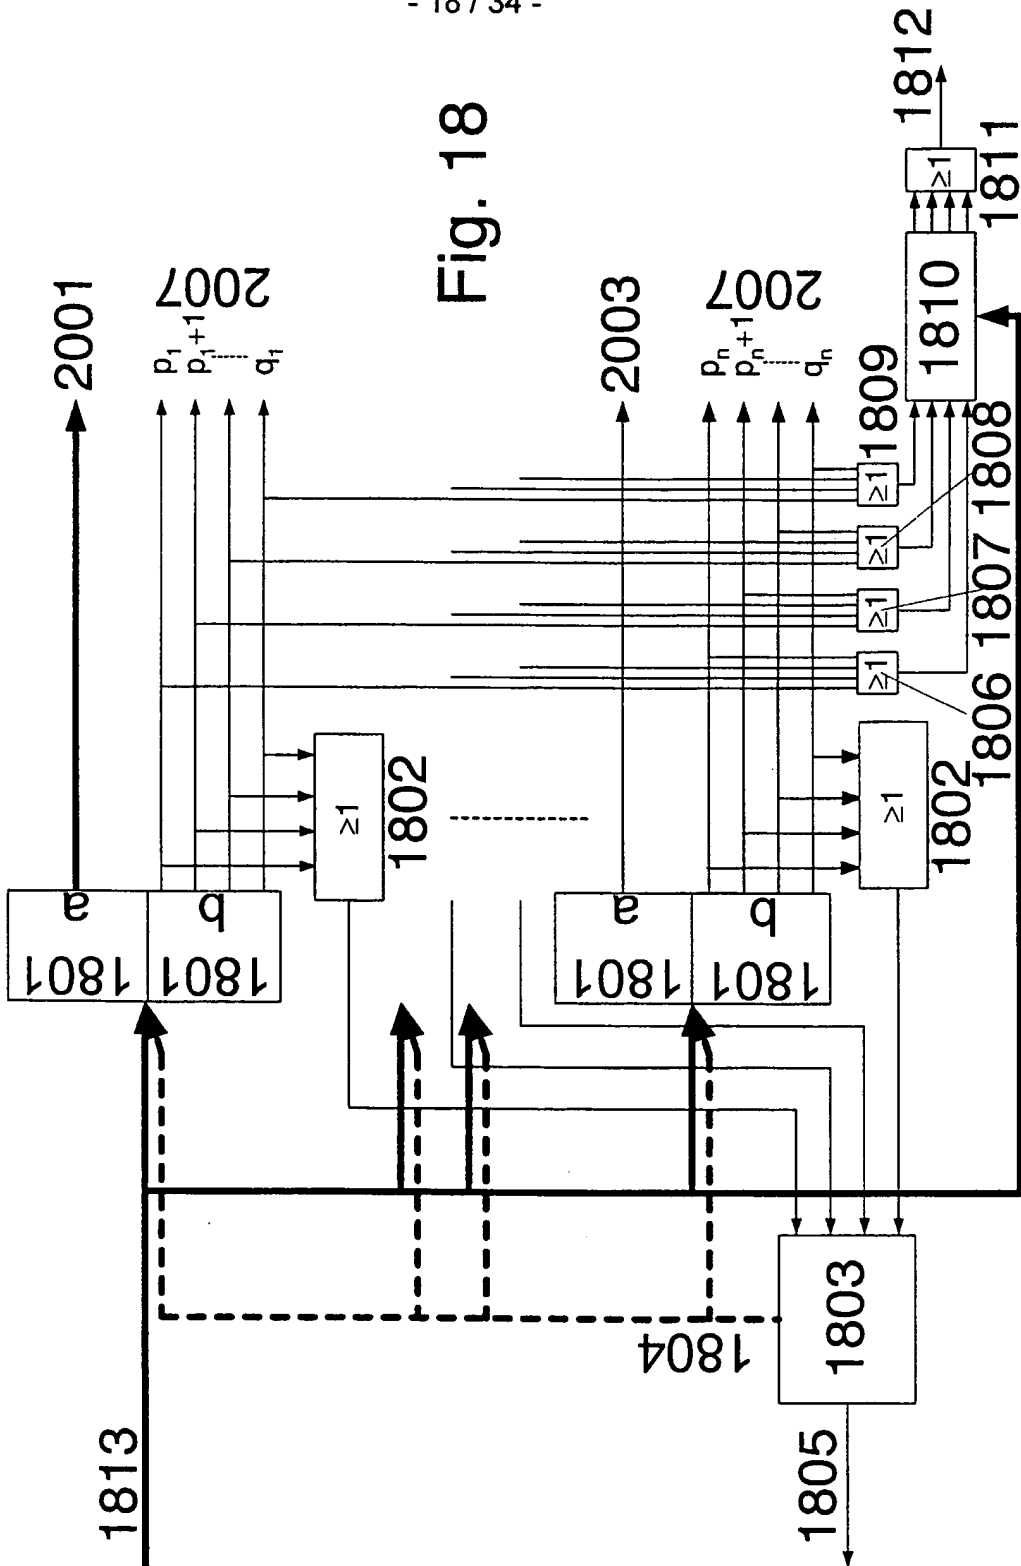 - 18 / 34 -
Fig. 18
1812
≥1
1811
1810
2001
2007
p₁
p₁+1
q₁
2003
2007
pₙ
pₙ+1
qₙ
1809
1808
1807
1806
≥1
≥1
≥1
≥1
≥1
1802
≥1
1802
a
1801
b
1801
a
1801
b
1801
1804
1803
1813
1805